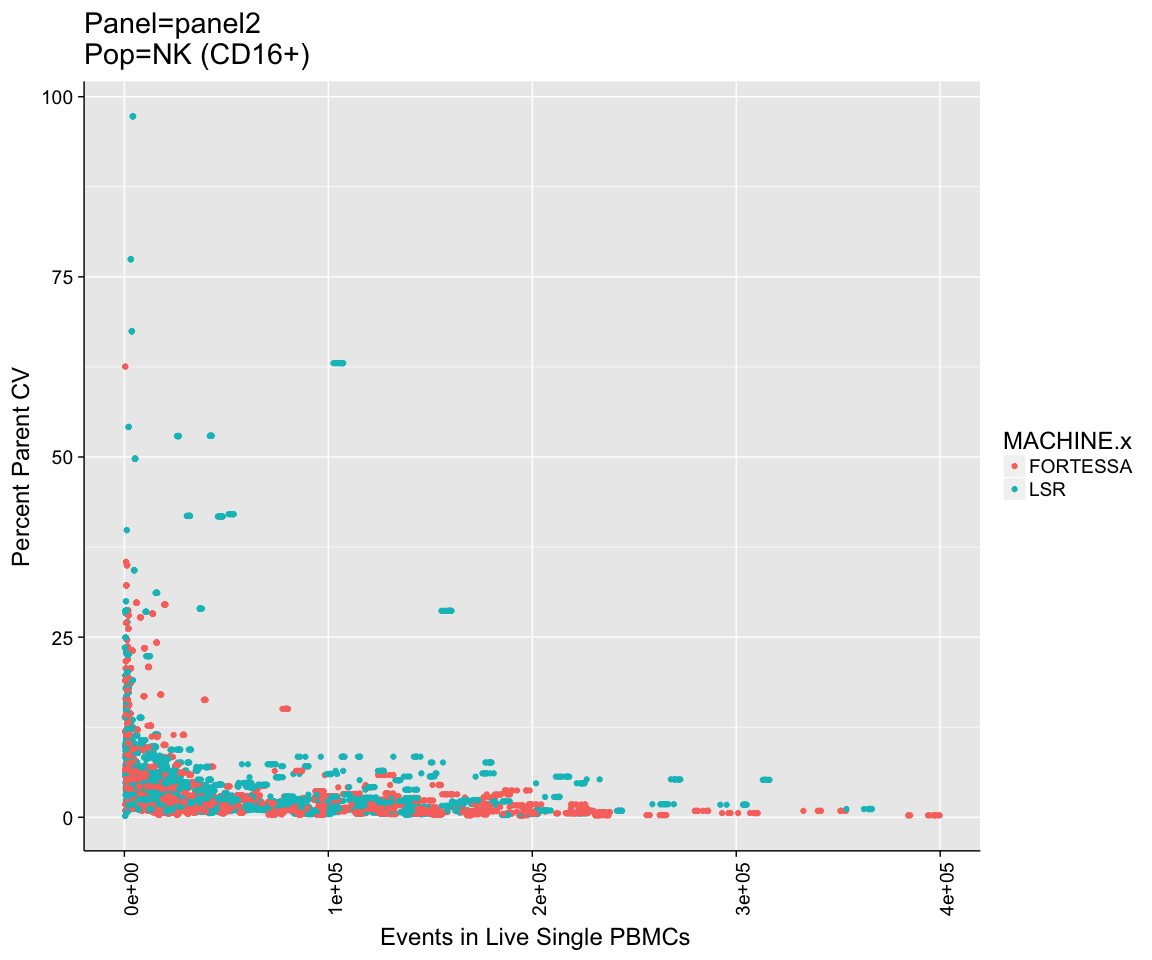 Panel=panel2
Pop=NK (CD16+)
100
75
50
25
0
Percent Parent CV
0e+00
1e+05
2e+05
3e+05
4e+05
Events in Live Single PBMCs
MACHINE.x
FORTESSA
LSR